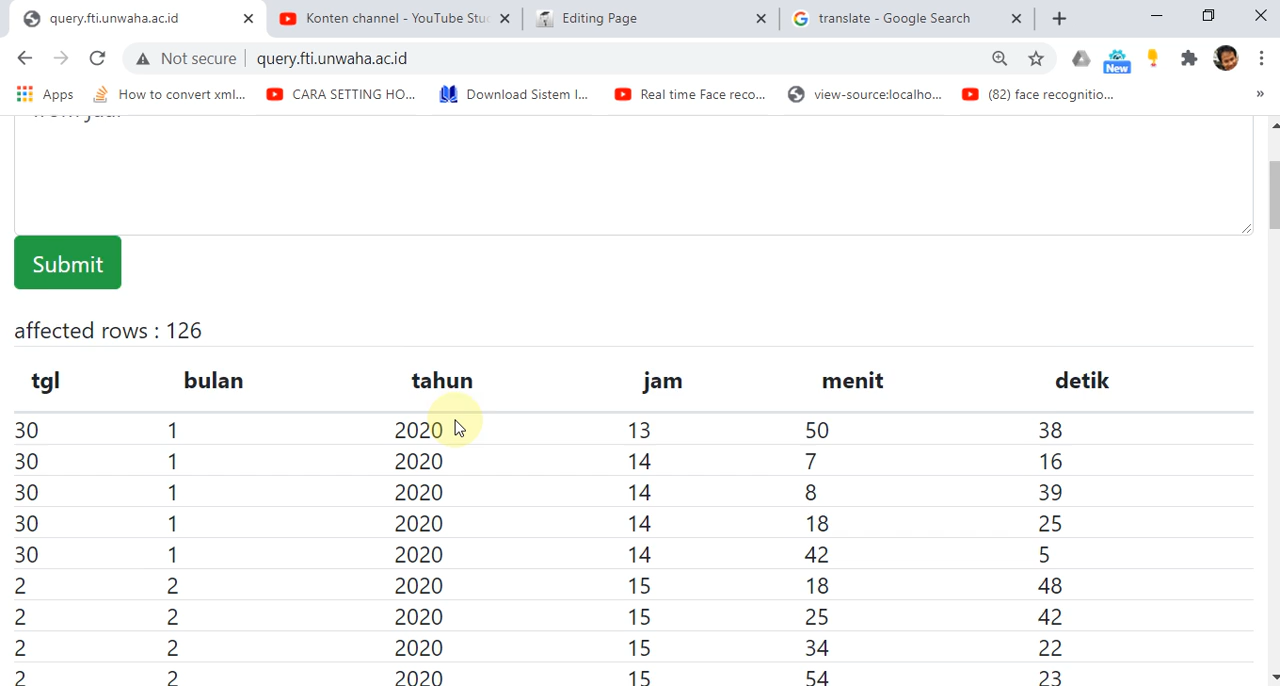 query.fti.unwaha.ac.id
Konten channel - YouTube Stu
Editing Page
translate - Google Search
Not secure
query.fti.unwaha.ac.id
New
Apps
How to convert xml...
CARA SETTING HO...
Download Sistem I...
Real time Face reco...
view-source:localho...
(82) face recognitio...
»
Submit
affected rows : 126
tgl bulan tahun jam menit detik
30 1 2020 13 50 38
30 1 2020 14 7 16
30 1 2020 14 8 39
30 1 2020 14 18 25
30 1 2020 14 42 5
2 2 2020 15 18 48
2 2 2020 15 25 42
2 2 2020 15 34 22
2 2 2020 15 54 23